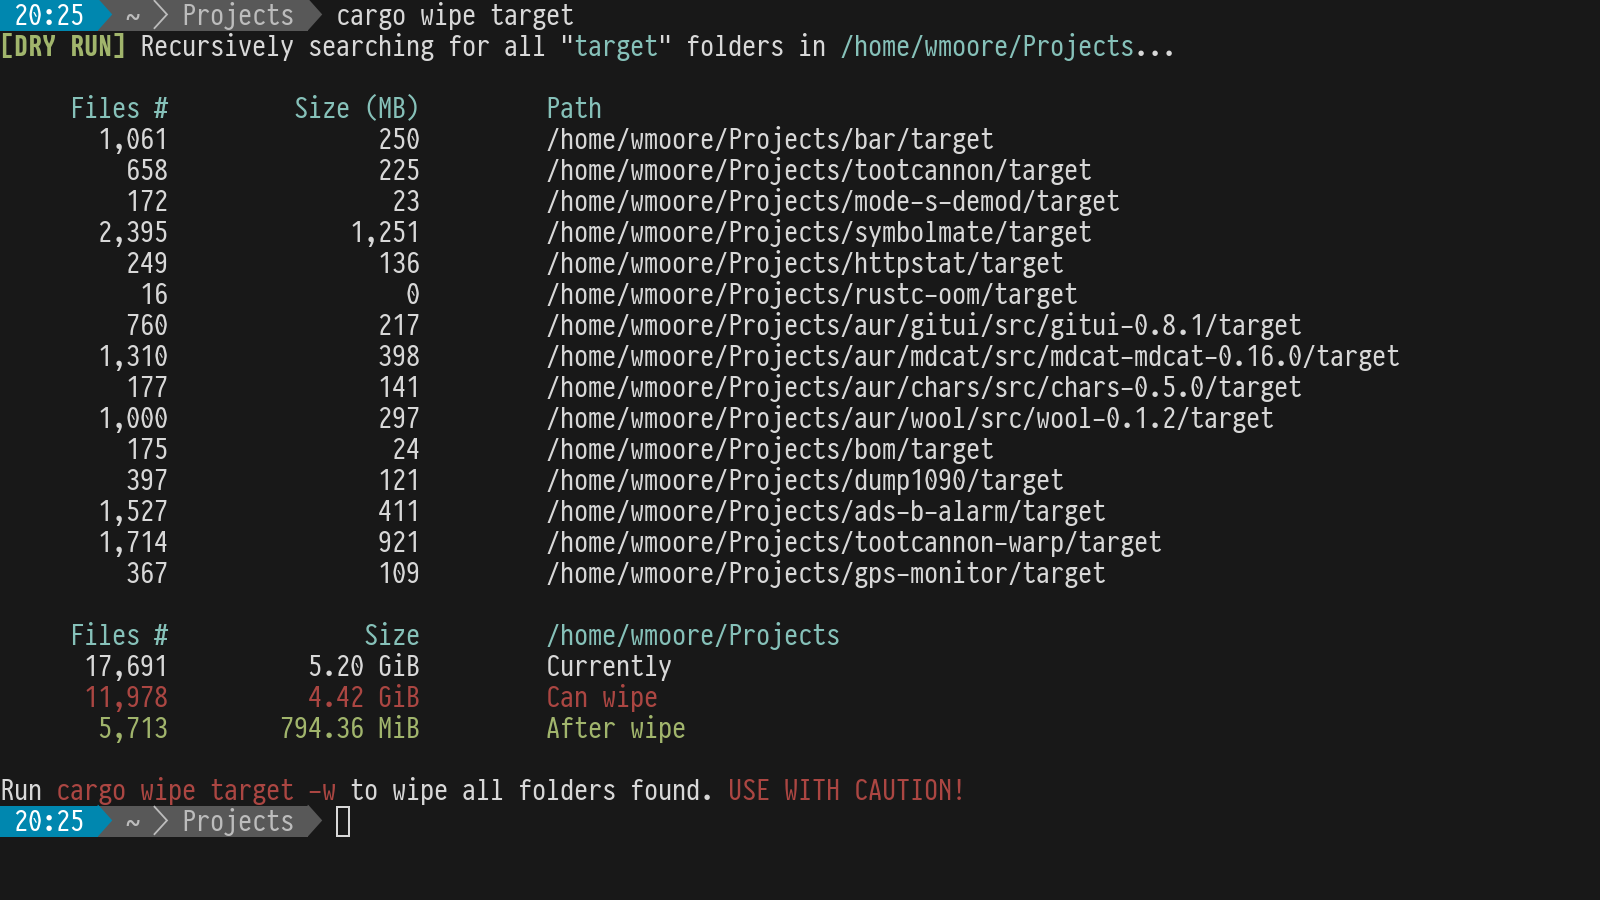 20:25 ~ Projects cargo wipe target
[DRY RUN] Recursively searching for all "target" folders in /home/wmoore/Projects...
Files # Size (MB) Path
1,061 250 /home/wmoore/Projects/bar/target
658 225 /home/wmoore/Projects/tootcannon/target
172 23 /home/wmoore/Projects/mode-s-demod/target
2,395 1,251 /home/wmoore/Projects/symbolmate/target
249 136 /home/wmoore/Projects/httpstat/target
16 0 /home/wmoore/Projects/rustc-oom/target
760 217 /home/wmoore/Projects/aur/gitui/src/gitui-0.8.1/target
1,310 398 /home/wmoore/Projects/aur/mdcat/src/mdcat-mdcat-0.16.0/target
177 141 /home/wmoore/Projects/aur/chars/src/chars-0.5.0/target
1,000 297 /home/wmoore/Projects/aur/wool/src/wool-0.1.2/target
175 24 /home/wmoore/Projects/bom/target
397 121 /home/wmoore/Projects/dump1090/target
1,527 411 /home/wmoore/Projects/ads-b-alarm/target
1,714 921 /home/wmoore/Projects/tootcannon-warp/target
367 109 /home/wmoore/Projects/gps-monitor/target
Files # Size /home/wmoore/Projects
17,691 5.20 GiB Currently
11,978 4.42 GiB Can wipe
5,713 794.36 MiB After wipe
Run cargo wipe target -w to wipe all folders found. USE WITH CAUTION!
20:25 ~ Projects